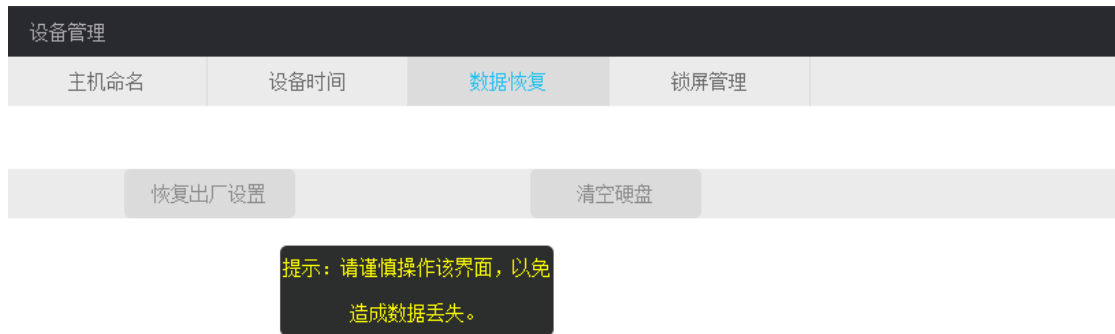 设备管理
主机命名 设备时间 数据恢复 锁屏管理
恢复出厂设置 清空硬盘
提示：请谨慎操作该界面，以免
造成数据丢失。